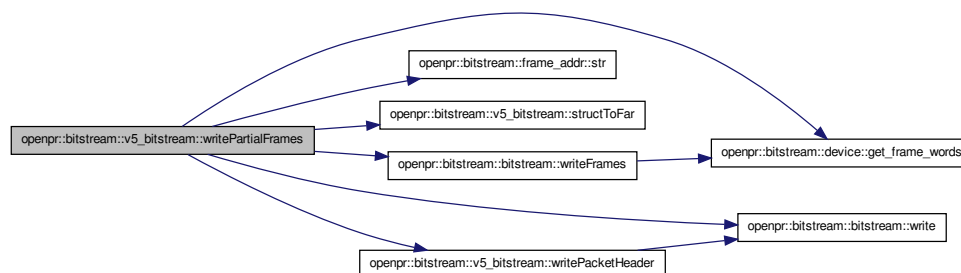 openpr::bitstream::v5_bitstream::writePartialFrames
openpr::bitstream::frame_addr::str
openpr::bitstream::v5_bitstream::structToFar
openpr::bitstream::bitstream::writeFrames
openpr::bitstream::v5_bitstream::writePacketHeader
openpr::bitstream::device::get_frame_words
openpr::bitstream::bitstream::write